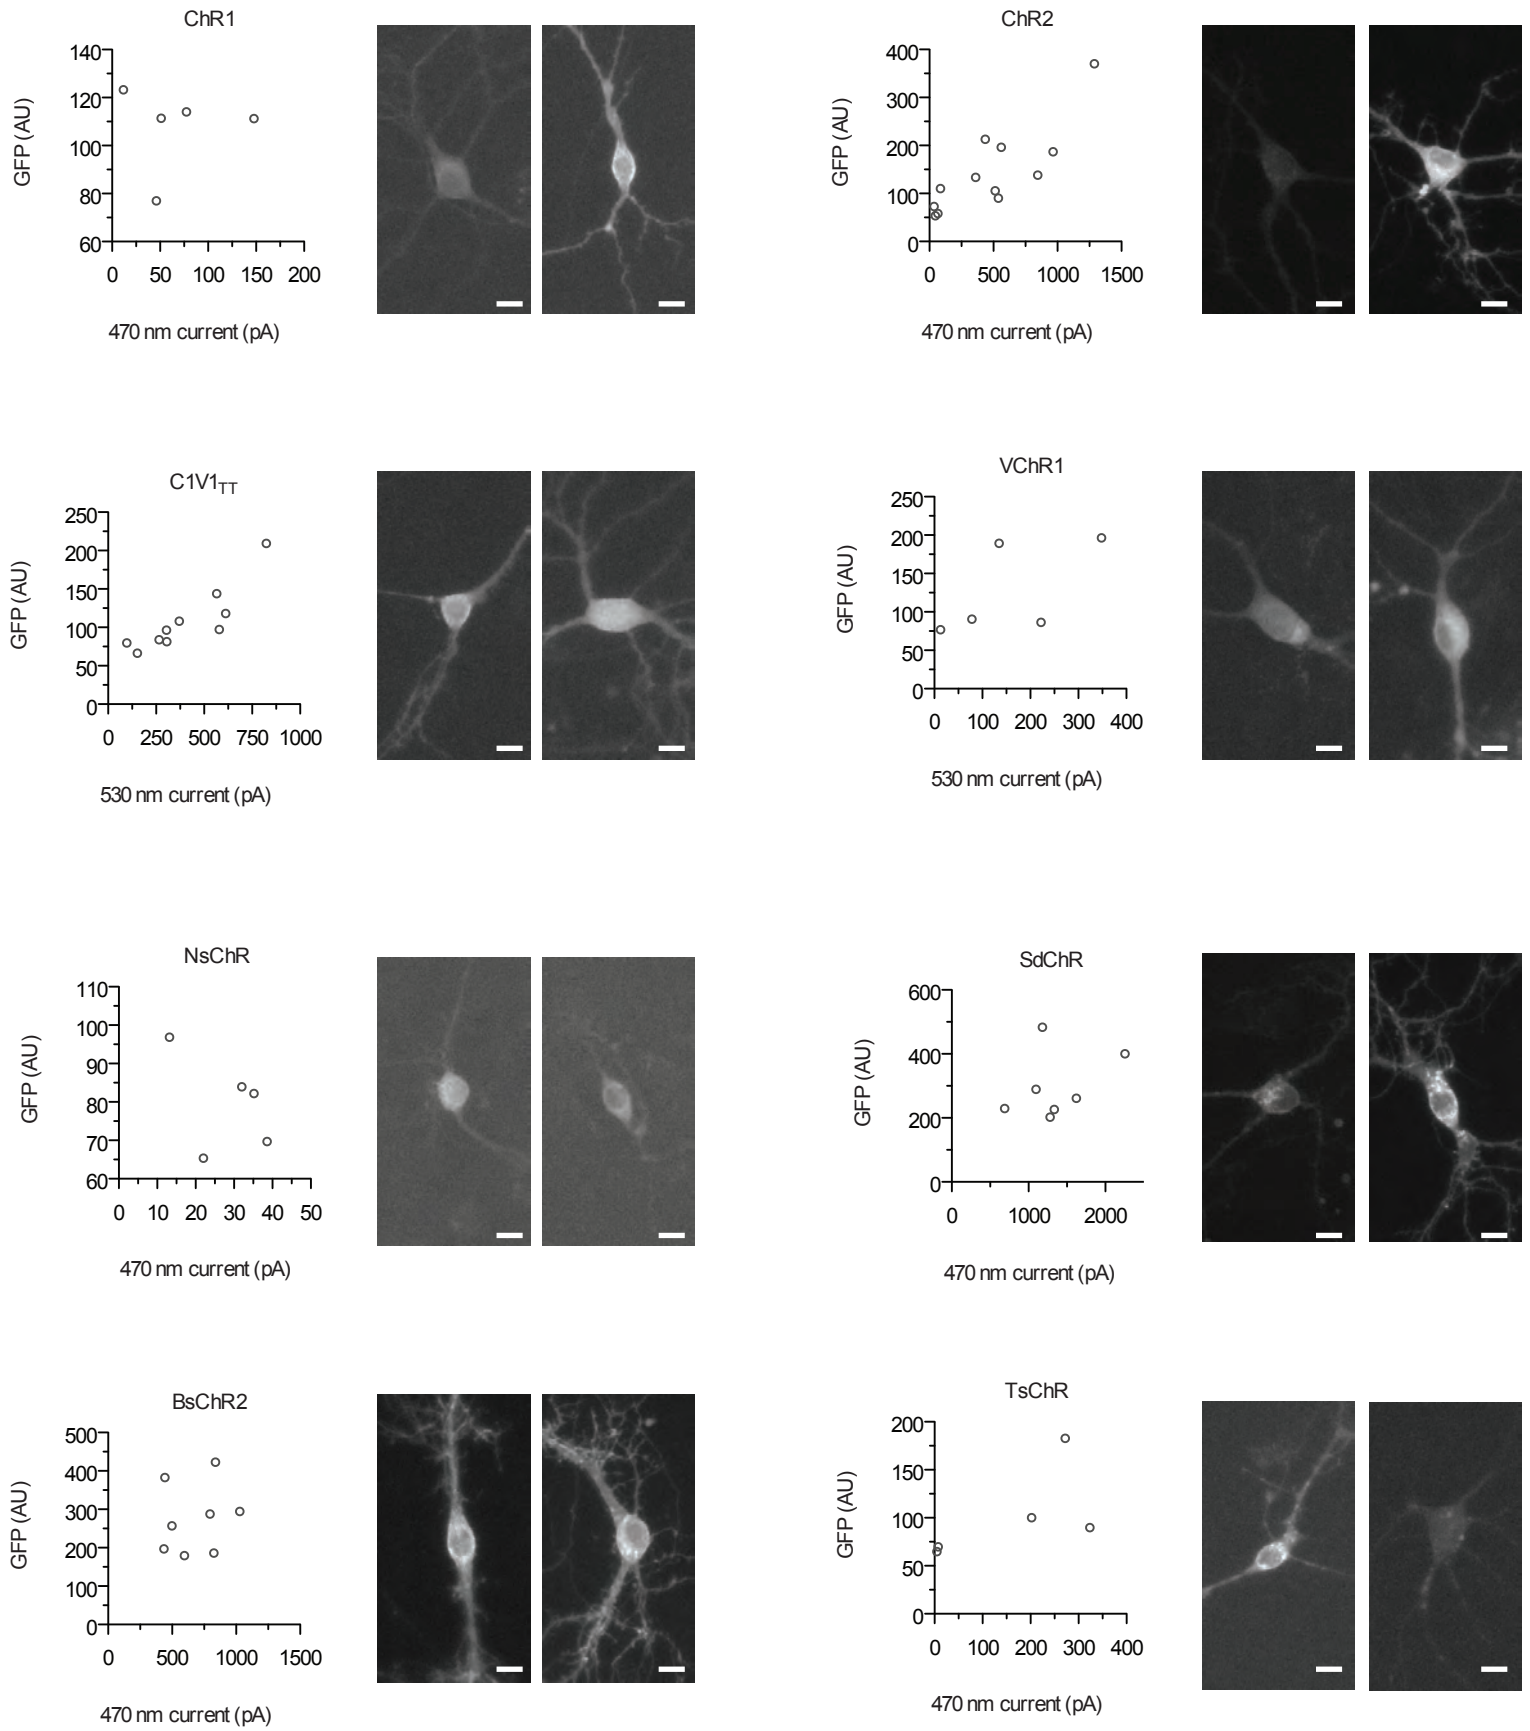 ChR1
140
120
100
80
60
GFP (AU)
0 50 100 150 200
470 nm current (pA)
ChR2
400
300
200
100
0
GFP (AU)
0 500 1000 1500
470 nm current (pA)
C1V1TT
250
200
150
100
50
0
GFP (AU)
0 250 500 750 1000
530 nm current (pA)
VChR1
250
200
150
100
50
0
GFP (AU)
0 100 200 300 400
530 nm current (pA)
NsChR
110
100
90
80
70
60
GFP (AU)
0 10 20 30 40 50
470 nm current (pA)
SdChR
600
400
200
0
GFP (AU)
0 1000 2000
470 nm current (pA)
BsChR2
500
400
300
200
100
0
GFP (AU)
0 500 1000 1500
470 nm current (pA)
TsChR
200
150
100
50
0
GFP (AU)
0 100 200 300 400
470 nm current (pA)